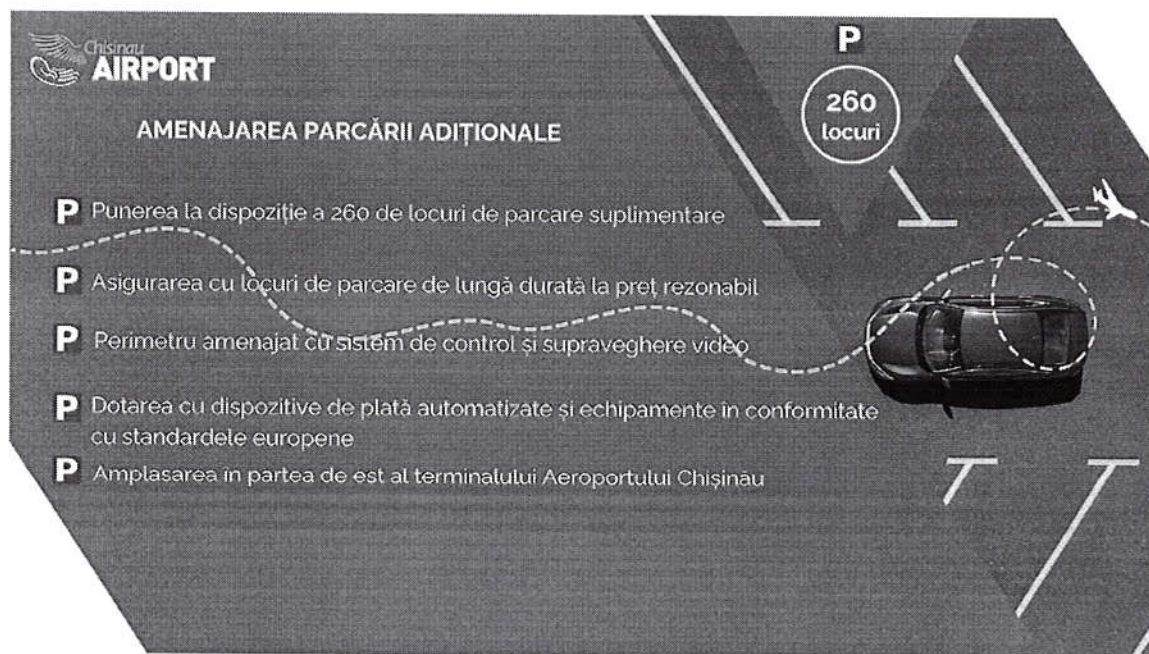 Chisinau
AIRPORT
P
260
locuri
AMENAJAREA PARCĂRII ADIȚIONALE
P Punerea la dispoziție a 260 de locuri de parcare suplimentare
P Asigurarea cu locuri de parcare de lungă durată la preț rezonabil
P Perimetru amenajat cu sistem de control și supraveghere video
P Dotarea cu dispozitive de plată automatizate și echipamente în conformitate
cu standardele europene
P Amplasarea în partea de est al terminalului Aeroportului Chișinău